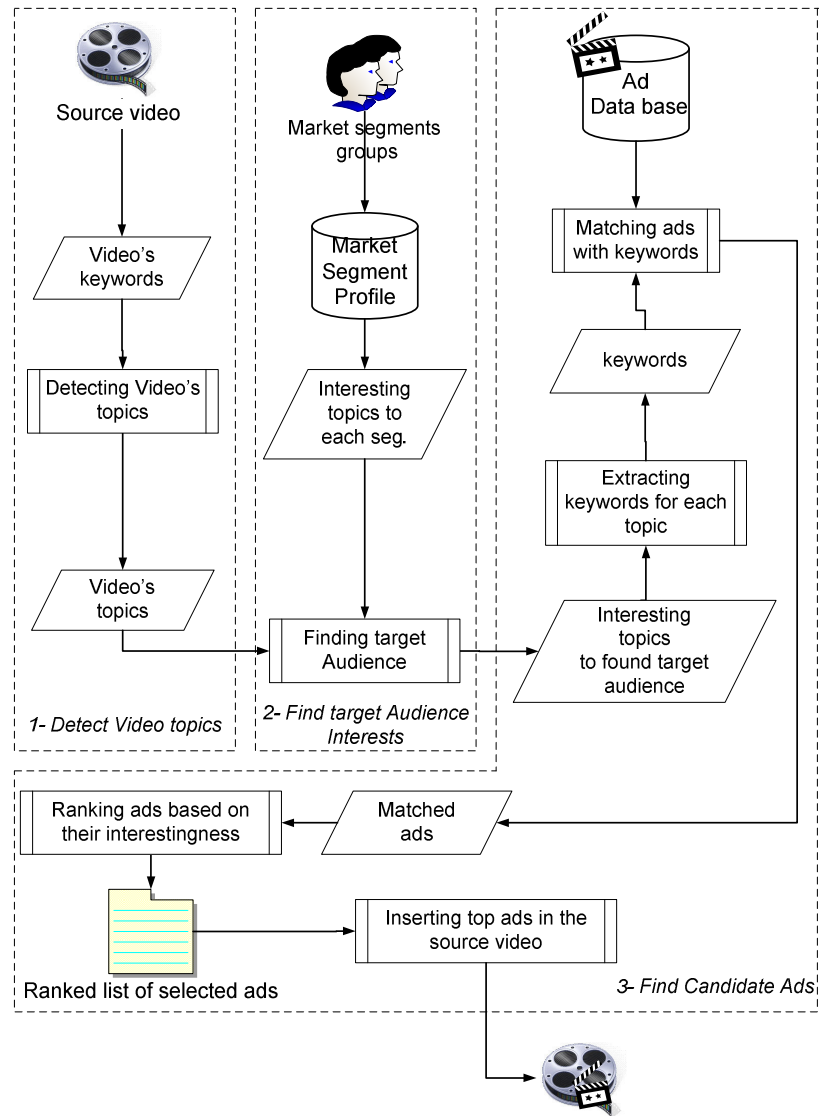 Source video
Video's
keywords
Detecting Video's
topics
Video's
topics
1- Detect Video topics
Market segments
groups
Market
Segment
Profile
Interesting
topics to
each seg.
Finding target
Audience
2- Find target Audience
Interests
Ad
Data base
Matching ads
with keywords
keywords
Extracting
keywords for each
topic
Interesting
topics
to found target
audience
Ranking ads based on
their interestingness
Matched
ads
Ranked list of selected ads
Inserting top ads in the
source video
3- Find Candidate Ads